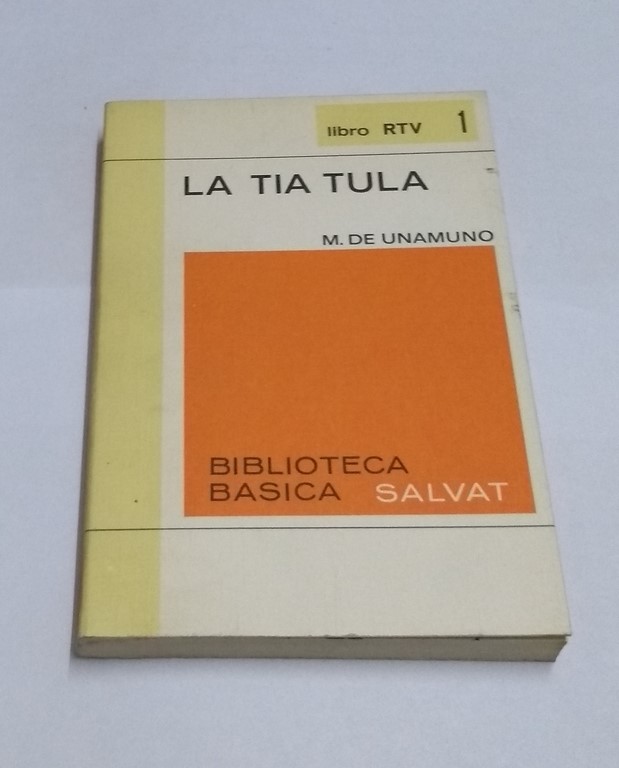 libro RTV 1
LA TIA TULA
M. DE UNAMUNO
BIBLIOTECA
BASICA SALVAT